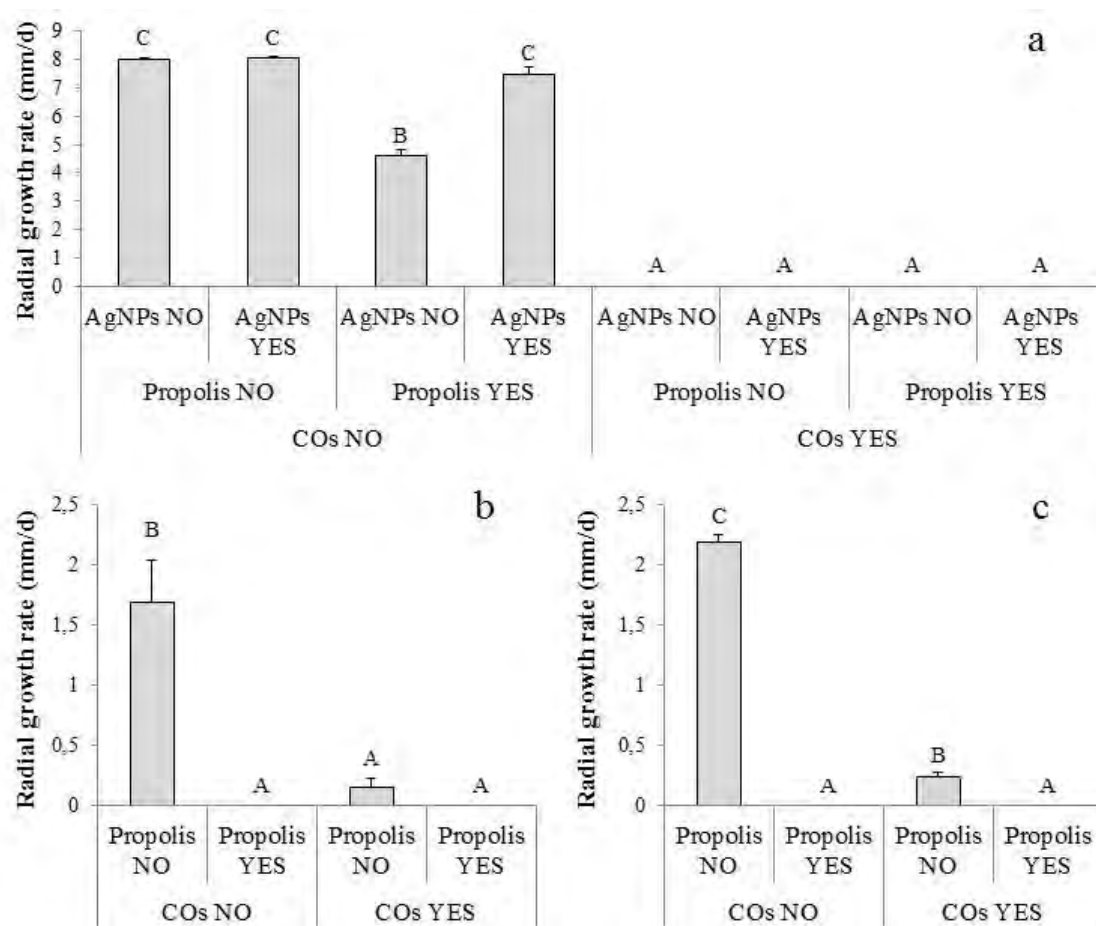 a
Radial growth rate (mm/d)
9
8
7
6
5
4
3
2
1
0
C C B C A A A A
AgNPs NO AgNPs YES AgNPs NO AgNPs YES AgNPs NO AgNPs YES AgNPs NO AgNPs YES
Propolis NO Propolis YES Propolis NO Propolis YES
COs NO COs YES
b
Radial growth rate (mm/d)
2,5
2
1,5
1
0,5
0
B A A A
Propolis NO Propolis YES Propolis NO Propolis YES
COs NO COs YES
c
Radial growth rate (mm/d)
2,5
2
1,5
1
0,5
0
C A B A
Propolis NO Propolis YES Propolis NO Propolis YES
COs NO COs YES